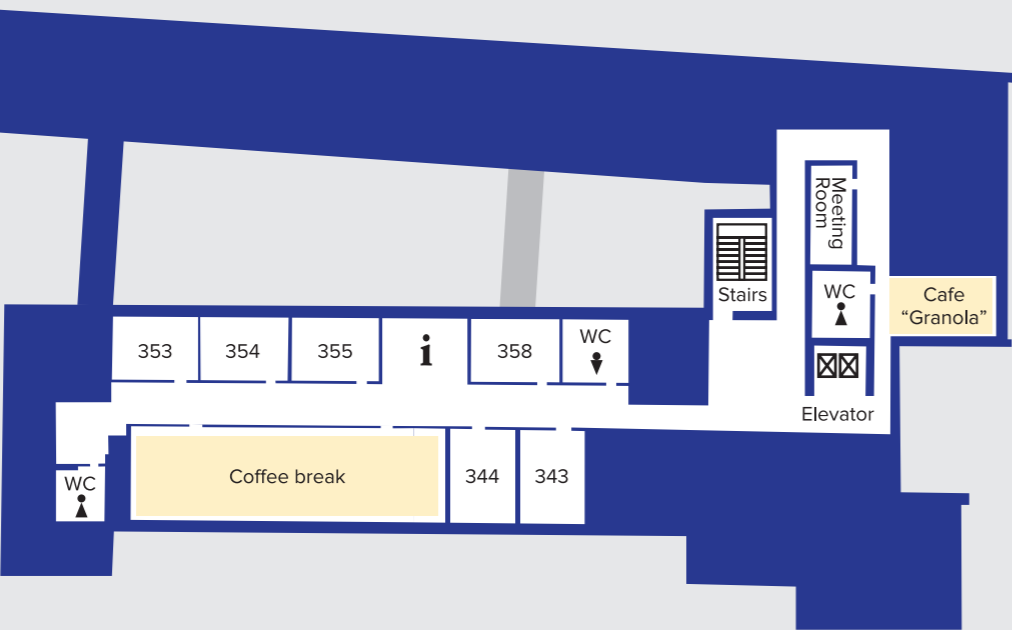 Meeting
Room
Stairs
WC
Cafe
“Granola”
Elevator
353
354
355
i
358
WC
WC
Coffee break
344
343